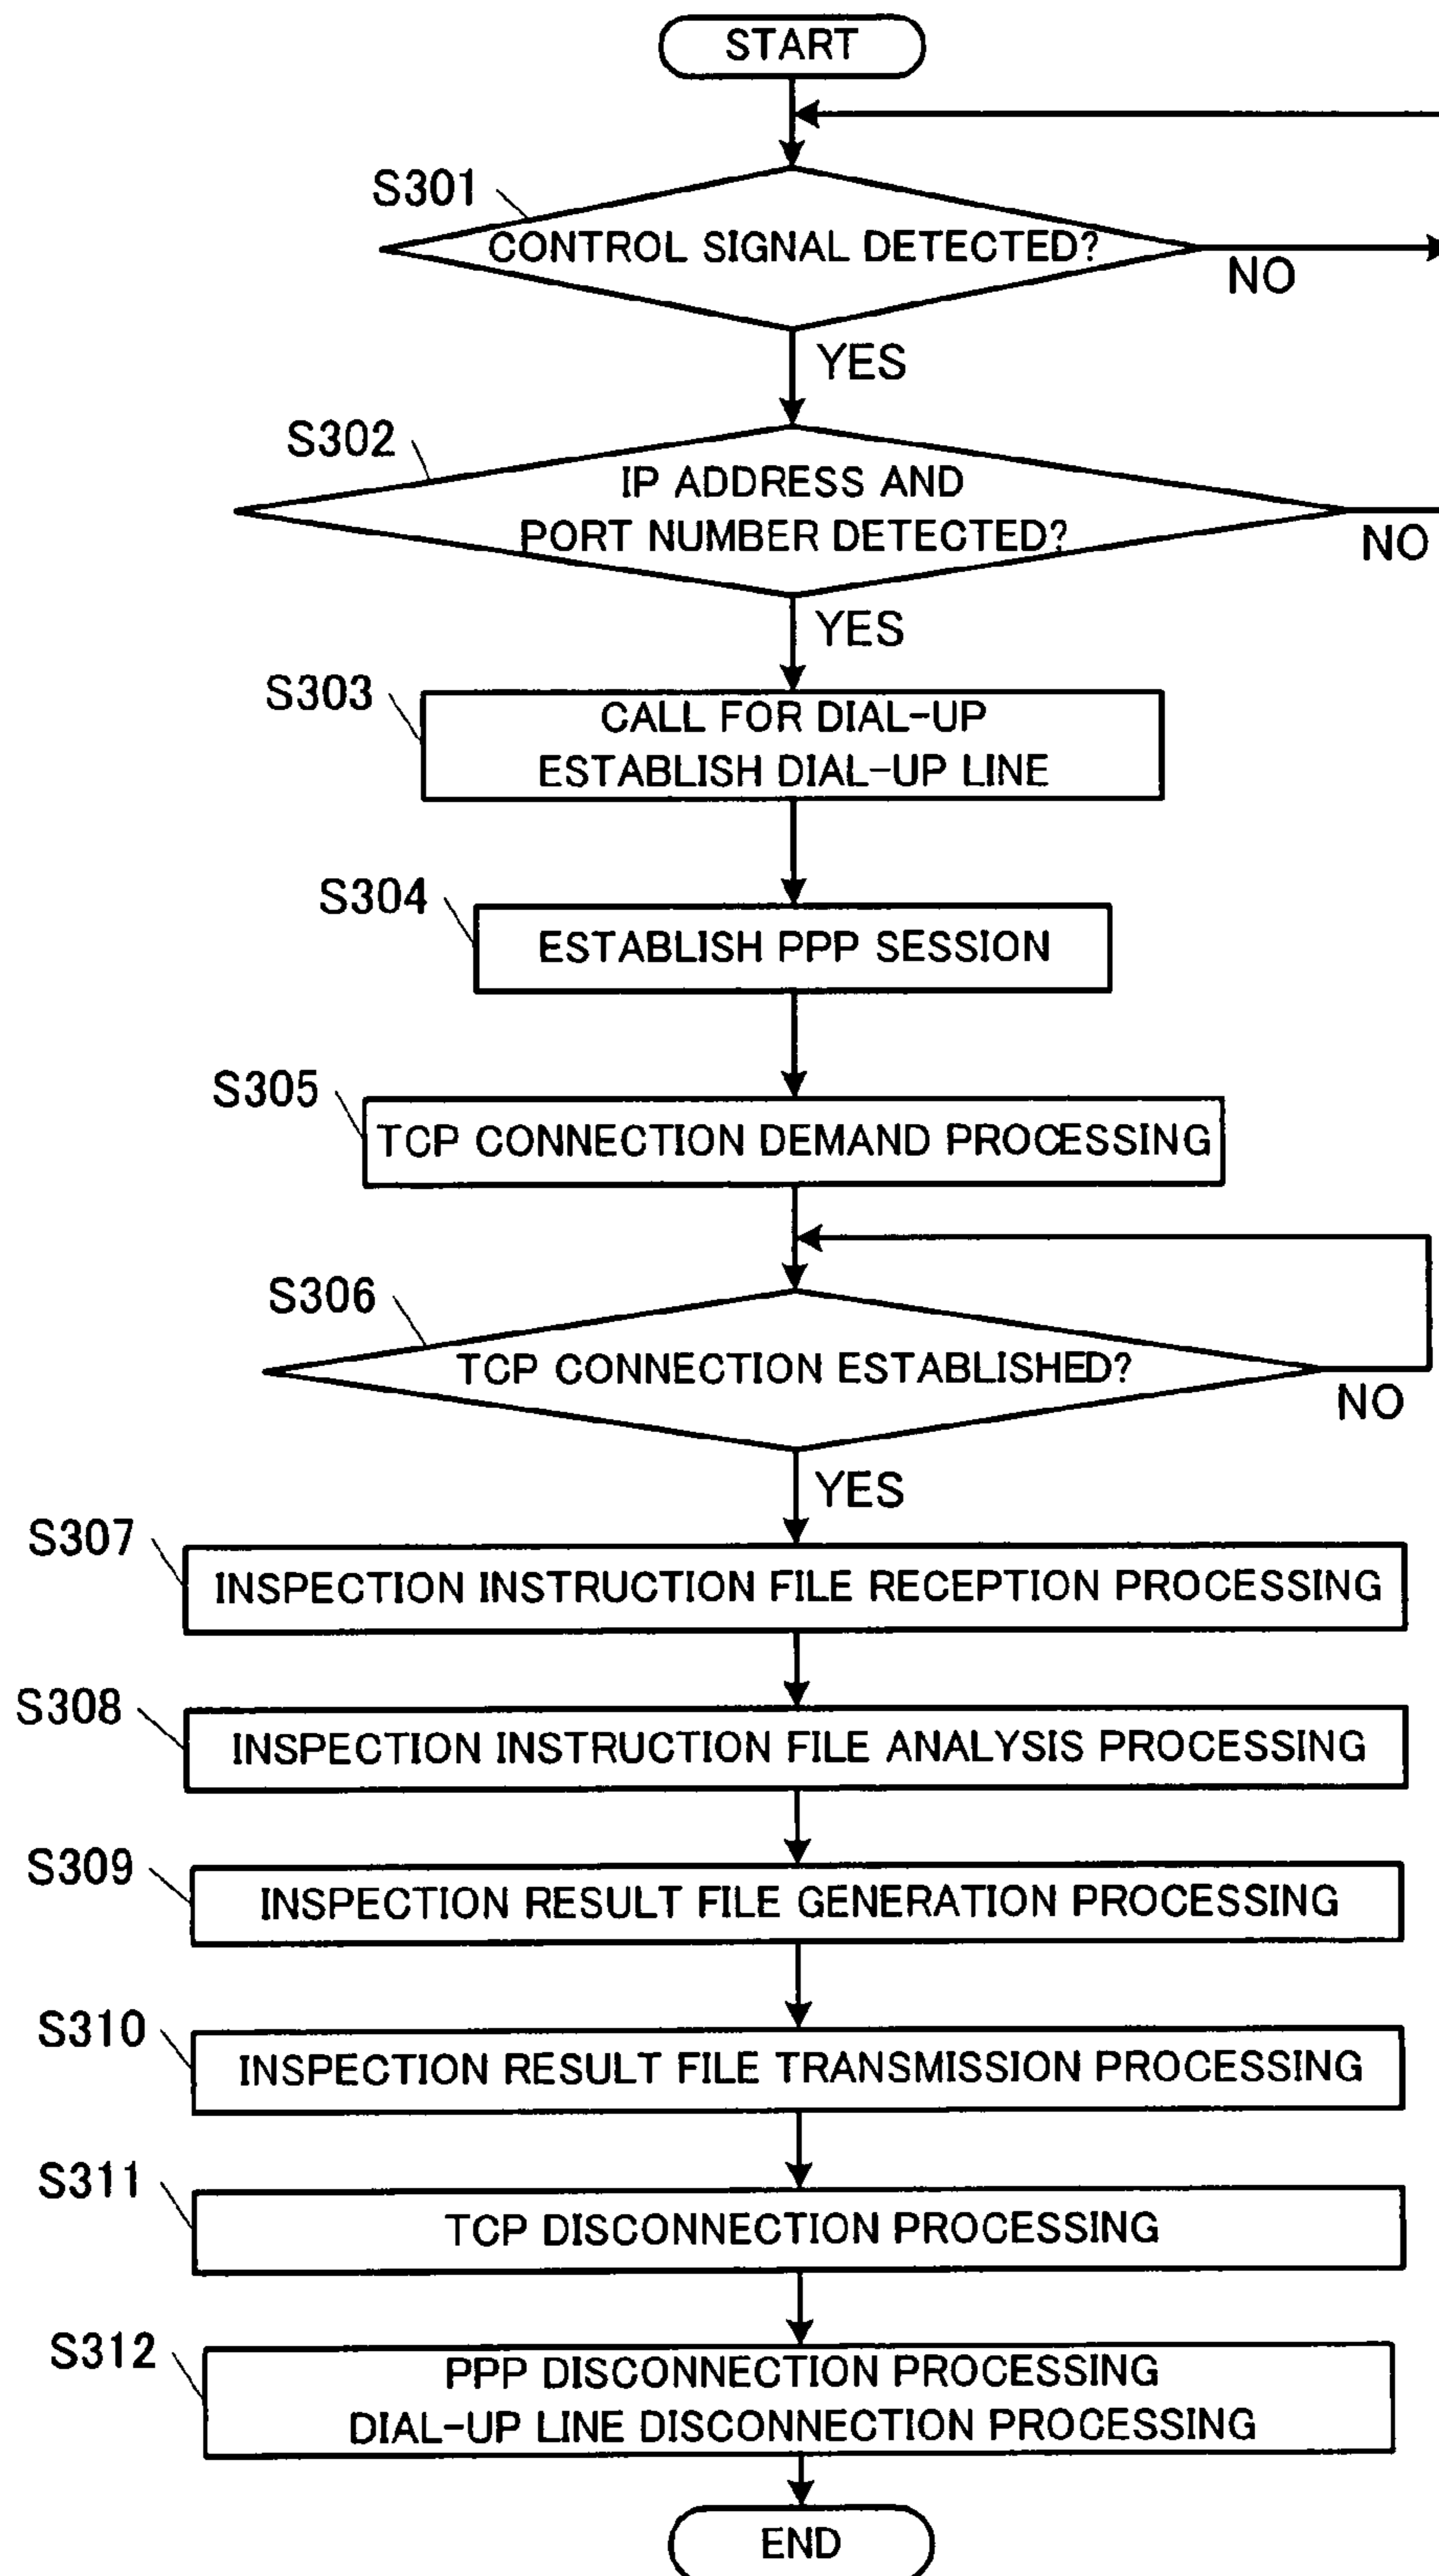 START
S301
CONTROL SIGNAL DETECTED?
NO
YES
S302
IP ADDRESS AND
PORT NUMBER DETECTED?
NO
YES
S303
CALL FOR DIAL-UP
ESTABLISH DIAL-UP LINE
S304
ESTABLISH PPP SESSION
S305
TCP CONNECTION DEMAND PROCESSING
S306
TCP CONNECTION ESTABLISHED?
NO
YES
S307
INSPECTION INSTRUCTION FILE RECEPTION PROCESSING
S308
INSPECTION INSTRUCTION FILE ANALYSIS PROCESSING
S309
INSPECTION RESULT FILE GENERATION PROCESSING
S310
INSPECTION RESULT FILE TRANSMISSION PROCESSING
S311
TCP DISCONNECTION PROCESSING
S312
PPP DISCONNECTION PROCESSING
DIAL-UP LINE DISCONNECTION PROCESSING
END